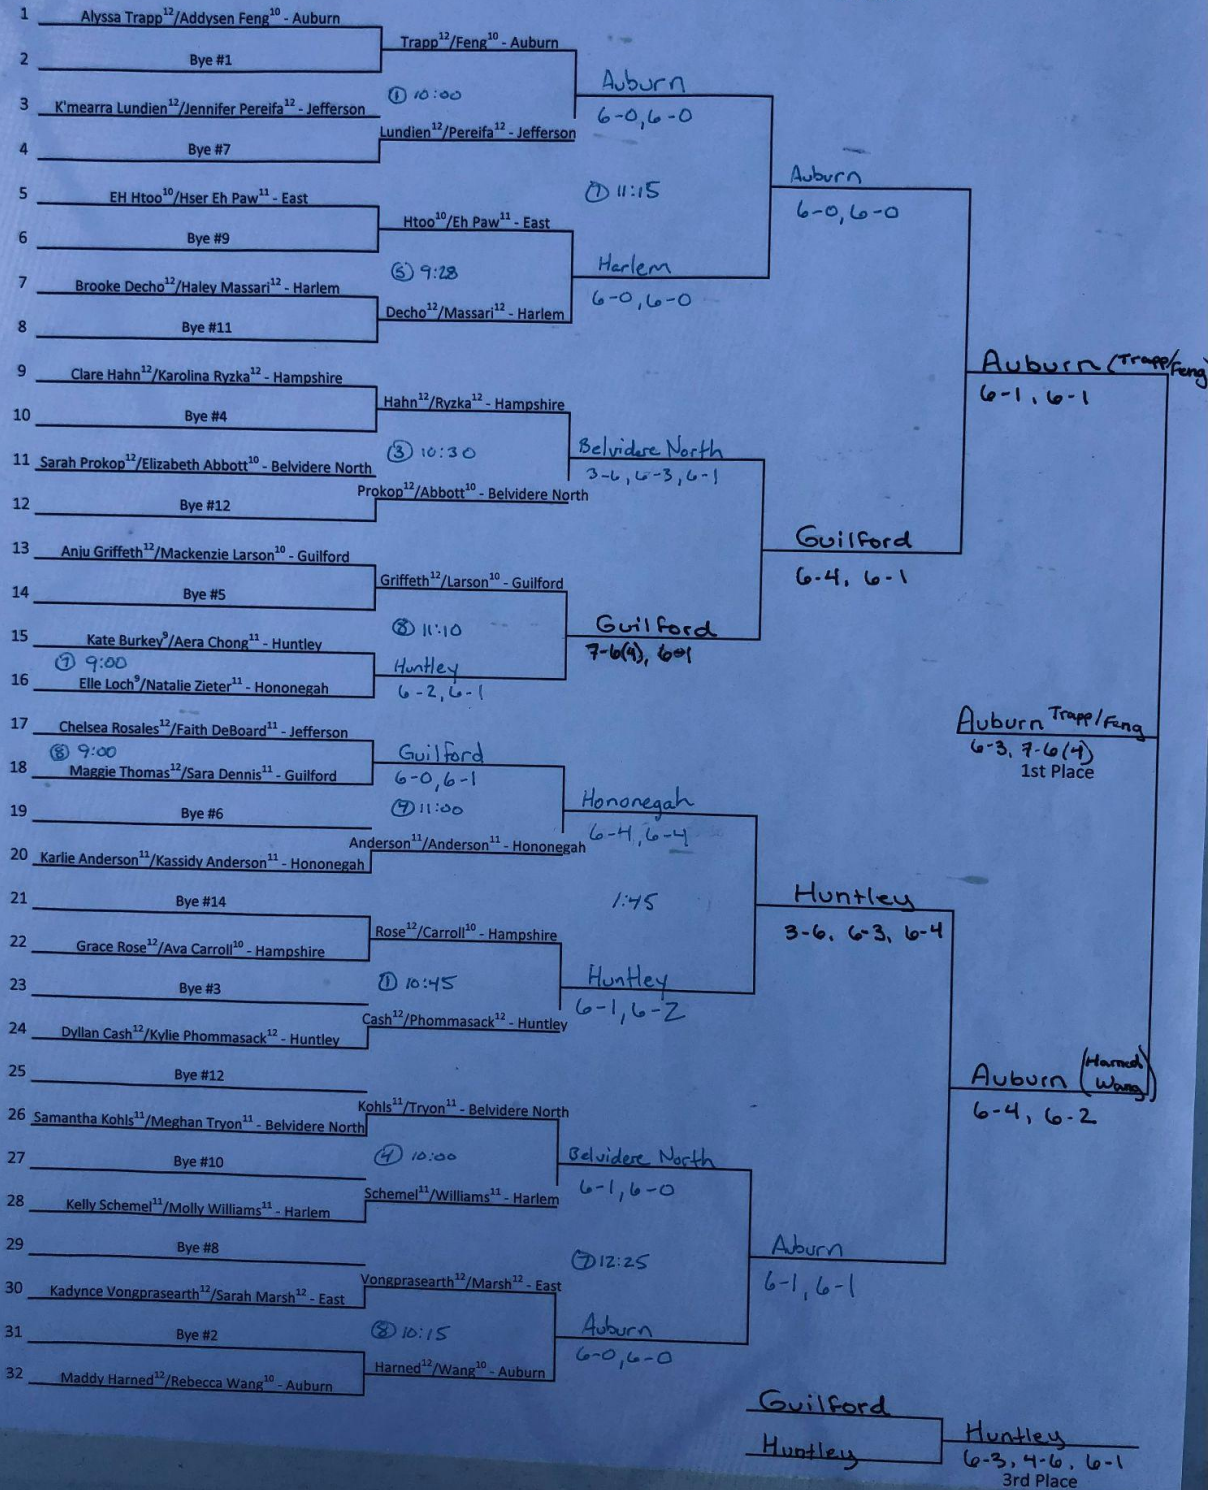 1 Alyssa Trapp12/Addysen Feng10 - Auburn
Trapp12/Feng10 - Auburn
2 Bye #1
Auburn
① 10:00
6-0, 6-0
3 K'mearra Lundien12/Jennifer Pereifa12 - Jefferson
Lundien12/Pereifa12 - Jefferson
4 Bye #7
Auburn
① 11:15
6-0, 6-0
5 EH Htoo10/Hser Eh Paw11 - East
Htoo10/Eh Paw11 - East
6 Bye #9
Harlem
⑤ 9:28
6-0, 6-0
7 Brooke Decho12/Haley Massari12 - Harlem
Decho12/Massari12 - Harlem
8 Bye #11
Auburn (Trapp/Feng)
6-1, 6-1
9 Clare Hahn12/Karolina Ryzka12 - Hampshire
Hahn12/Ryzka12 - Hampshire
10 Bye #4
Belvidere North
③ 10:30
3-6, 6-3, 6-1
11 Sarah Prokop12/Elizabeth Abbott10 - Belvidere North
Prokop12/Abbott10 - Belvidere North
12 Bye #12
Guilford
6-4, 6-1
13 Anju Griffeth12/Mackenzie Larson10 - Guilford
Griffeth12/Larson10 - Guilford
14 Bye #5
Guilford
⑧ 11:10
7-6(4), 6-1
15 Kate Burkey9/Aera Chong11 - Huntley
⑦ 9:00
Huntley
6-2, 6-1
16 Elle Loch9/Natalie Zieter11 - Hononegah
Auburn Trapp/Feng
6-3, 7-6(4)
1st Place
17 Chelsea Rosales12/Faith DeBoard11 - Jefferson
⑧ 9:00
Guilford
6-0, 6-1
18 Maggie Thomas12/Sara Dennis11 - Guilford
⑦ 11:00
Hononegah
6-4, 6-4
19 Bye #6
Anderson11/Anderson11 - Hononegah
20 Karlie Anderson11/Kassidy Anderson11 - Hononegah
1:45
Huntley
3-6, 6-3, 6-4
21 Bye #14
Rose12/Carroll10 - Hampshire
22 Grace Rose12/Ava Carroll10 - Hampshire
① 10:45
Huntley
6-1, 6-2
23 Bye #3
Cash12/Phommasack12 - Huntley
24 Dyllan Cash12/Kylie Phommasack12 - Huntley
Auburn (Harned Wang)
6-4, 6-2
25 Bye #12
Kohls11/Tryon11 - Belvidere North
26 Samantha Kohls11/Meghan Tryon11 - Belvidere North
④ 10:00
Belvidere North
6-1, 6-0
27 Bye #10
Schemel11/Williams11 - Harlem
28 Kelly Schemel11/Molly Williams11 - Harlem
⑦ 12:25
Auburn
6-1, 6-1
29 Bye #8
Vongprasearth12/Marsh12 - East
30 Kadynce Vongprasearth12/Sarah Marsh12 - East
10:15
Auburn
6-0, 6-0
31 Bye #2
Harned12/Wang10 - Auburn
32 Maddy Harned12/Rebecca Wang10 - Auburn
Guilford
Huntley
Huntley
6-3, 4-6, 6-1
3rd Place